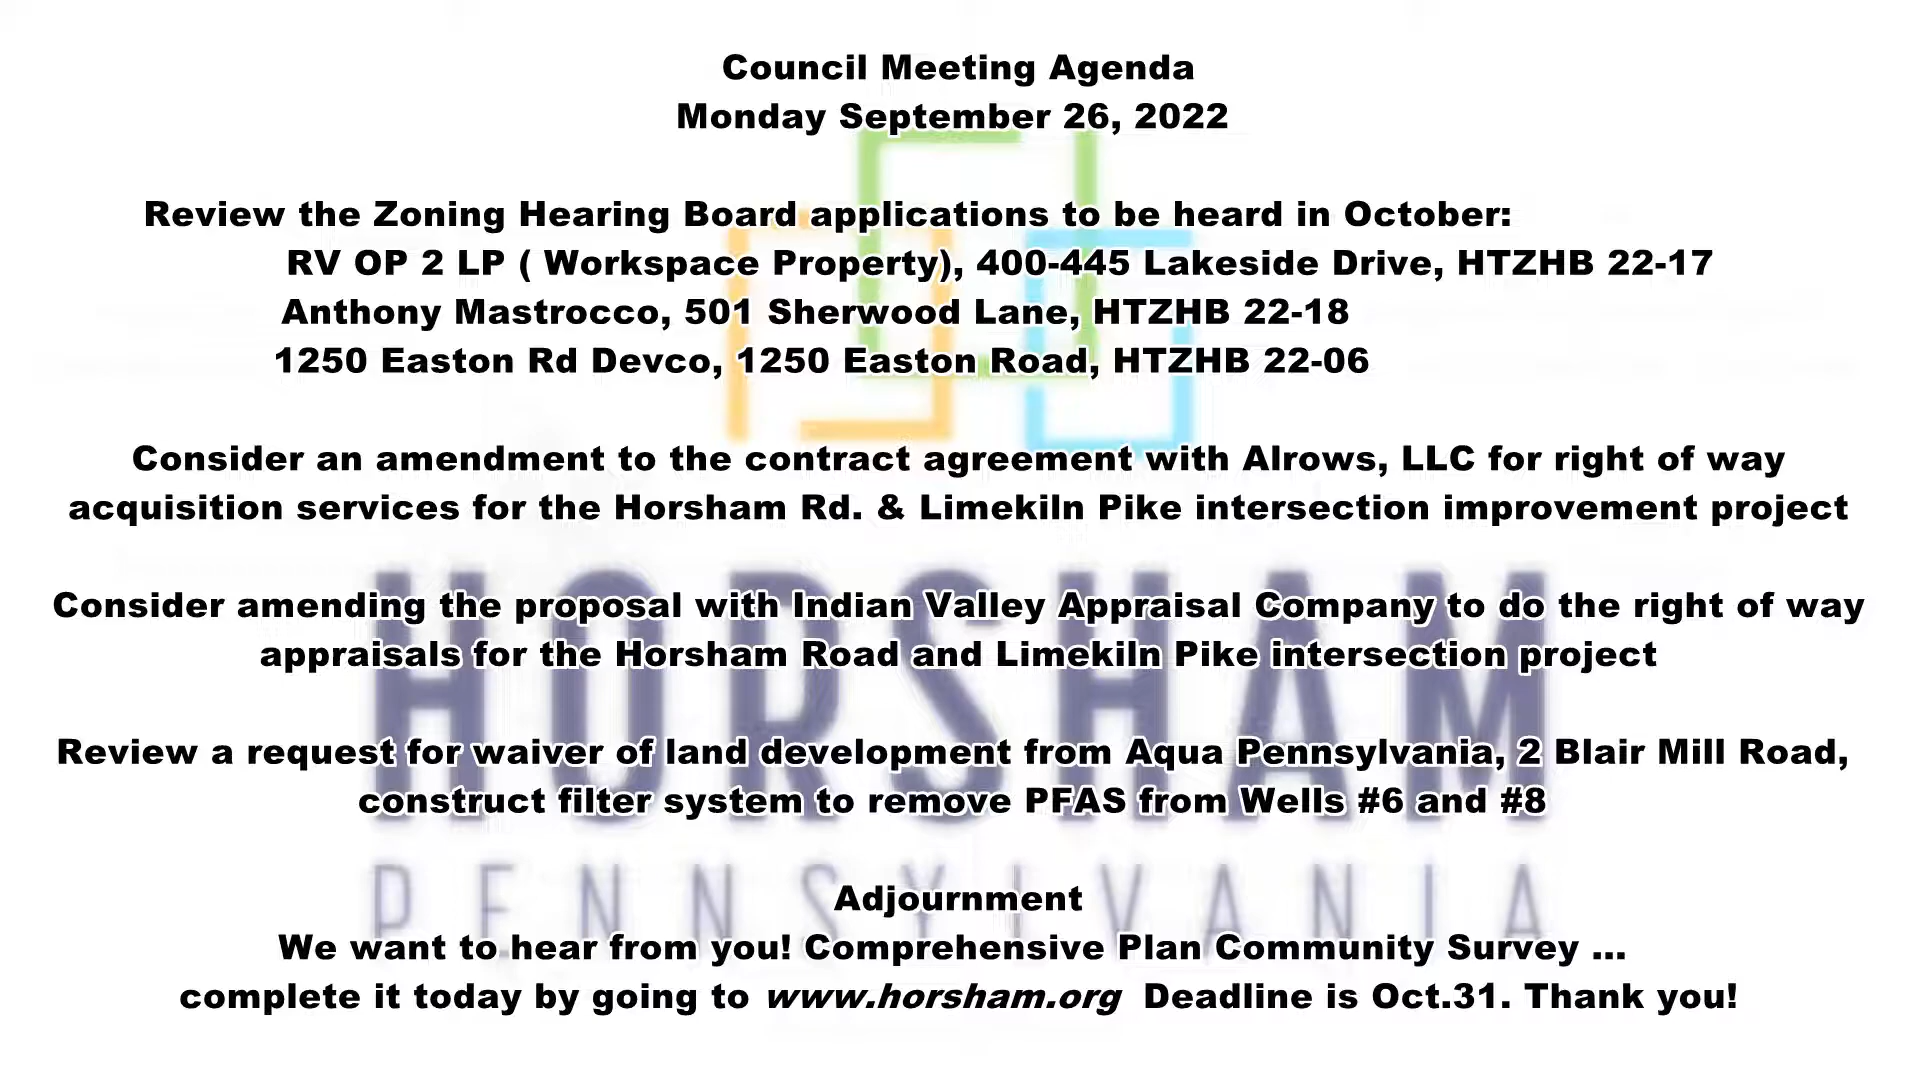 Council Meeting Agenda
Monday September 26, 2022
Review the Zoning Hearing Board applications to be heard in October:
RV OP 2 LP ( Workspace Property), 400-445 Lakeside Drive, HTZHB 22-17
Anthony Mastrocco, 501 Sherwood Lane, HTZHB 22-18
1250 Easton Rd Devco, 1250 Easton Road, HTZHB 22-06
Consider an amendment to the contract agreement with Alrows, LLC for right of way
acquisition services for the Horsham Rd. & Limekiln Pike intersection improvement project
Consider amending the proposal with Indian Valley Appraisal Company to do the right of way
appraisals for the Horsham Road and Limekiln Pike intersection project
Review a request for waiver of land development from Aqua Pennsylvania, 2 Blair Mill Road,
construct filter system to remove PFAS from Wells #6 and #8
Adjournment
We want to hear from you! Comprehensive Plan Community Survey ...
complete it today by going to www.horsham.org Deadline is Oct.31. Thank you!
HORSHAM
PENNSYLVANIA